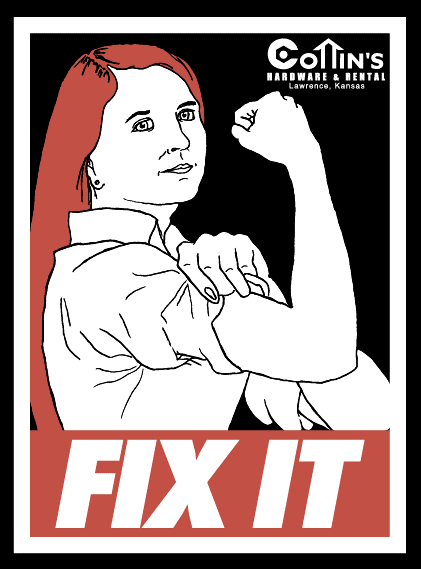 Cottin's
HARDWARE & RENTAL
Lawrence, Kansas
FIX IT